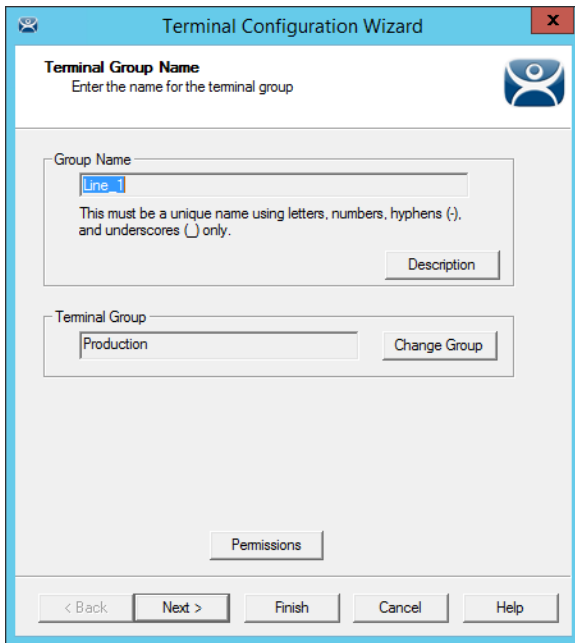 Terminal Configuration Wizard
x
Terminal Group Name
Enter the name for the terminal group
Group Name
Line_1
This must be a unique name using letters, numbers, hyphens (-),
and underscores (_) only.
Description
Terminal Group
Production
Change Group
Permissions
< Back
Next >
Finish
Cancel
Help